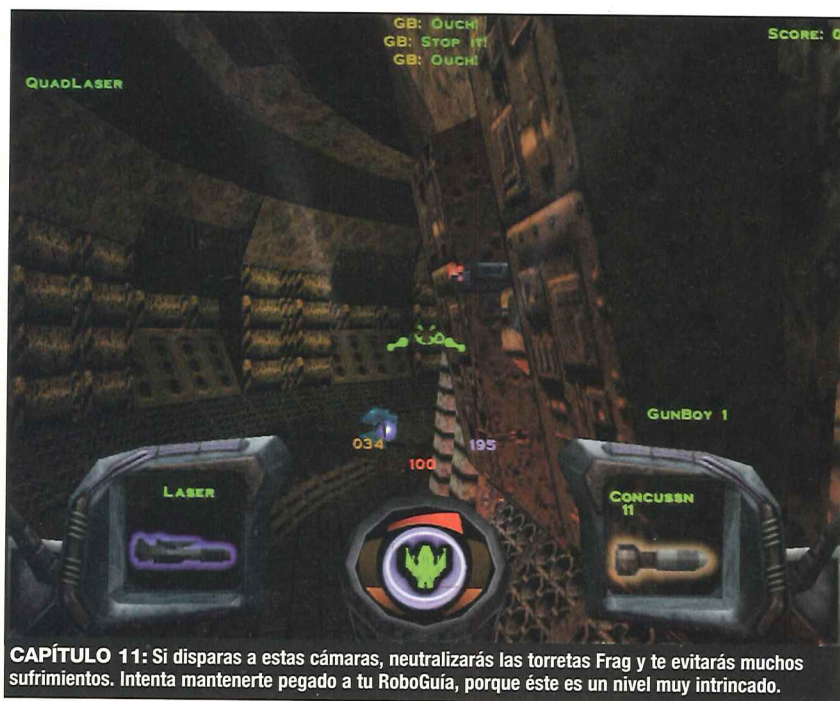 GB: OUCH!
GB: STOP IT!
GB: OUCH!
SCORE: 0
QUADLASER
GUNBOY 1
034
195
100
LASER
CONCUSSN
11
CAPÍTULO 11: Si disparas a estas cámaras, neutralizarás las torretas Frag y te evitarás muchos
sufrimientos. Intenta mantenerte pegado a tu RoboGuía, porque éste es un nivel muy intrincado.